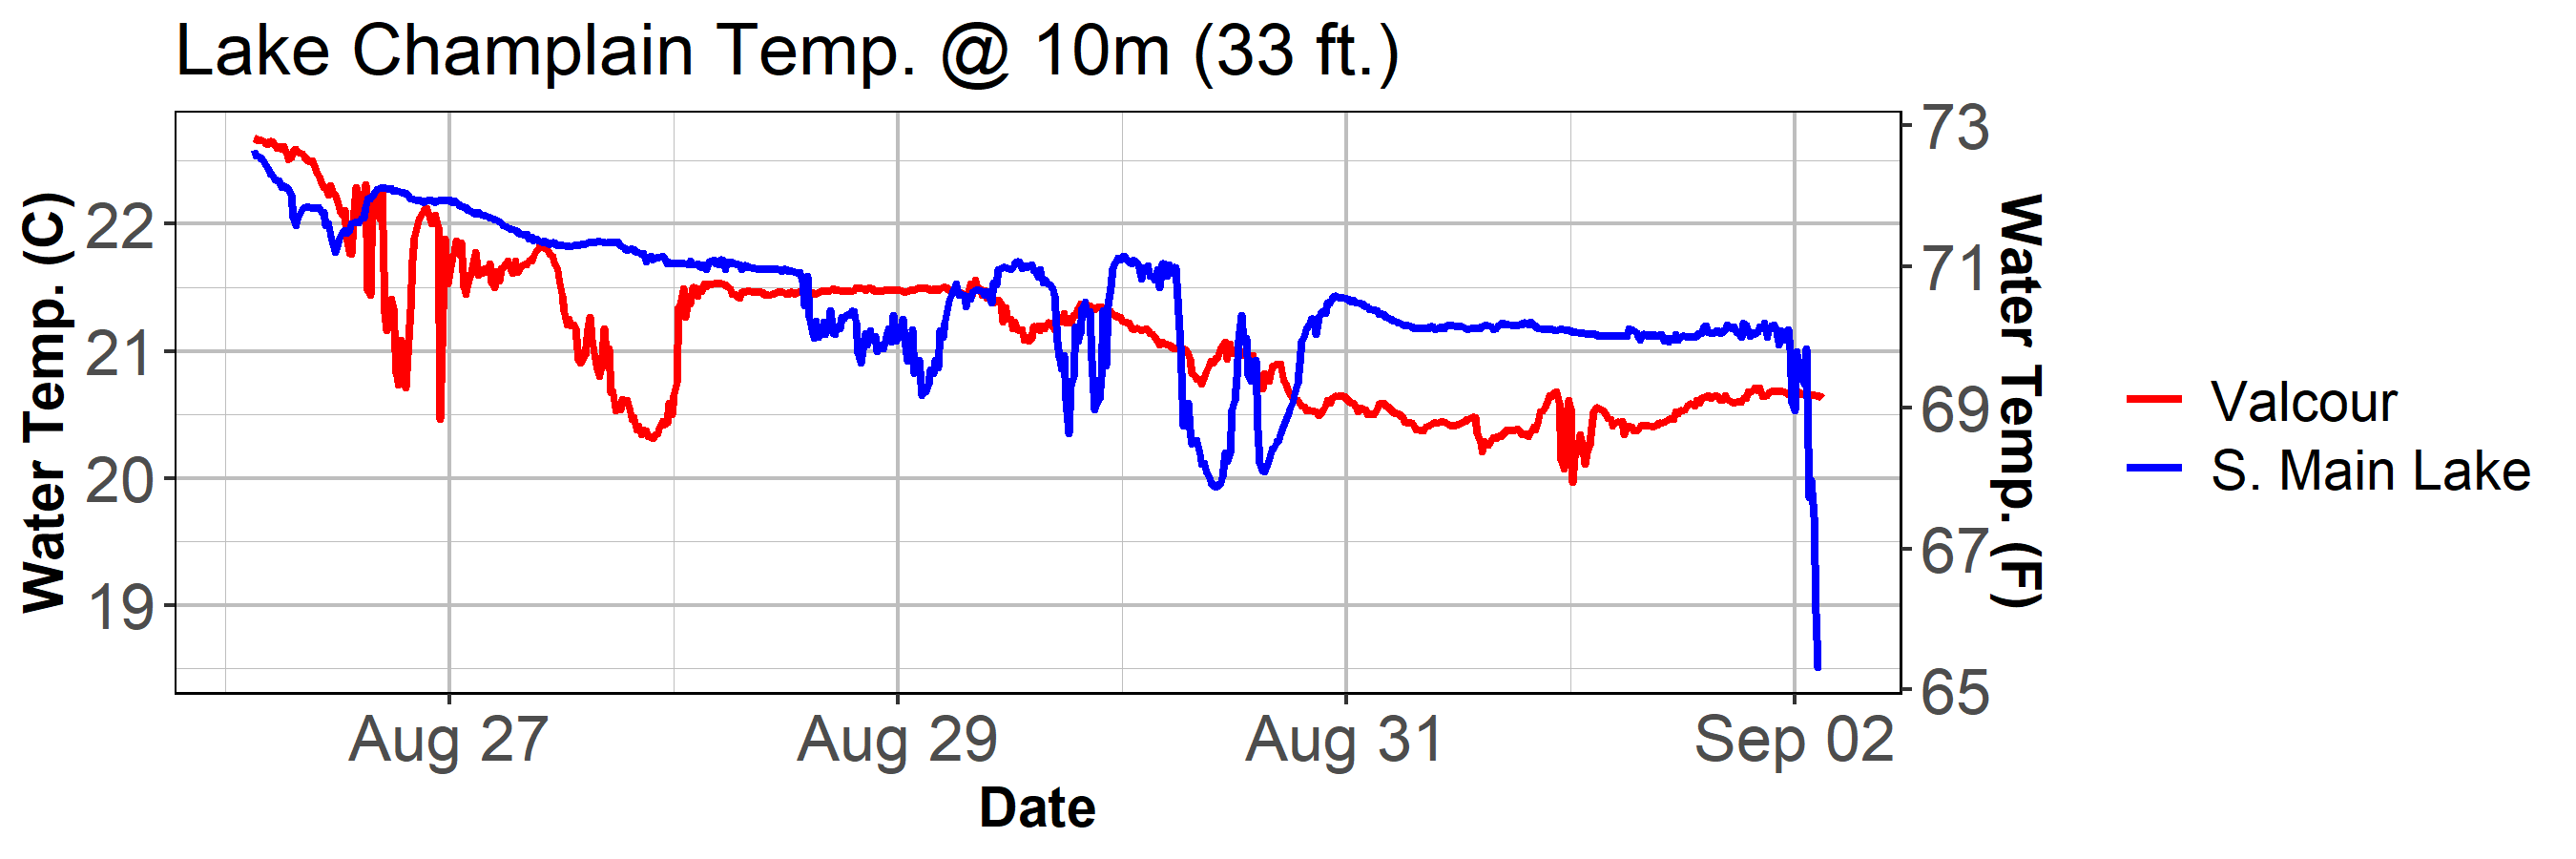 Lake Champlain Temp. @ 10m (33 ft.)
Water Temp. (C)
22
21
20
19
73
71
69
67
65
Water Temp. (F)
Aug 27
Aug 29
Aug 31
Sep 02
Date
Valcour
S. Main Lake